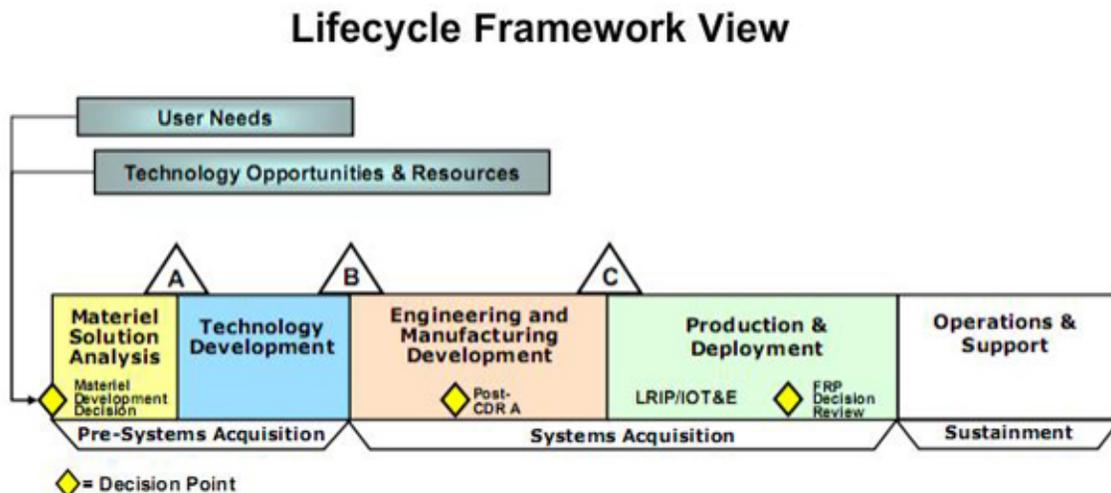 Lifecycle Framework View
User Needs
Technology Opportunities & Resources
A
B
C
Materiel
Solution
Analysis
Materiel
Development
Decision
Technology
Development
Engineering and
Manufacturing
Development
Post-
CDR A
Production &
Deployment
LRIP/IOT&E
FRP
Decision
Review
Operations &
Support
Pre-Systems Acquisition
Systems Acquisition
Sustainment
= Decision Point